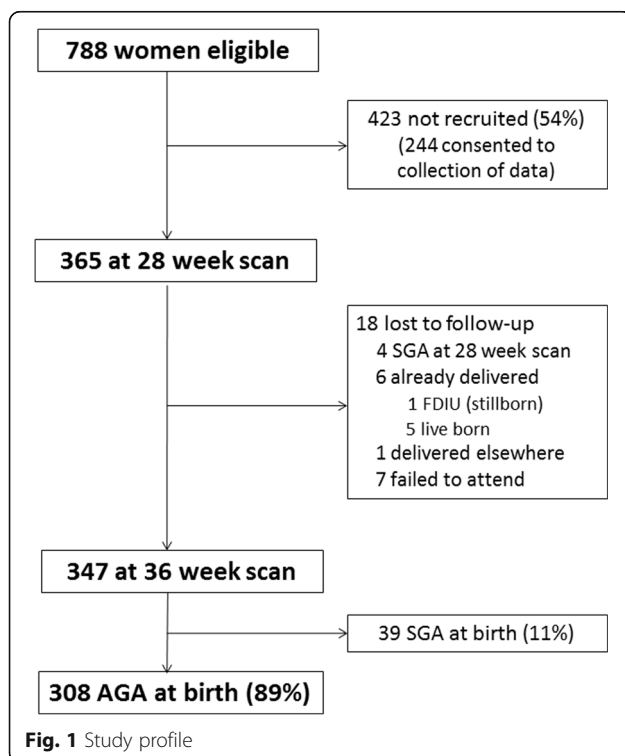 788 women eligible
423 not recruited (54%)
(244 consented to
collection of data)
365 at 28 week scan
18 lost to follow-up
4 SGA at 28 week scan
6 already delivered
1 FDIU (stillborn)
5 live born
1 delivered elsewhere
7 failed to attend
347 at 36 week scan
39 SGA at birth (11%)
308 AGA at birth (89%)
Fig. 1 Study profile